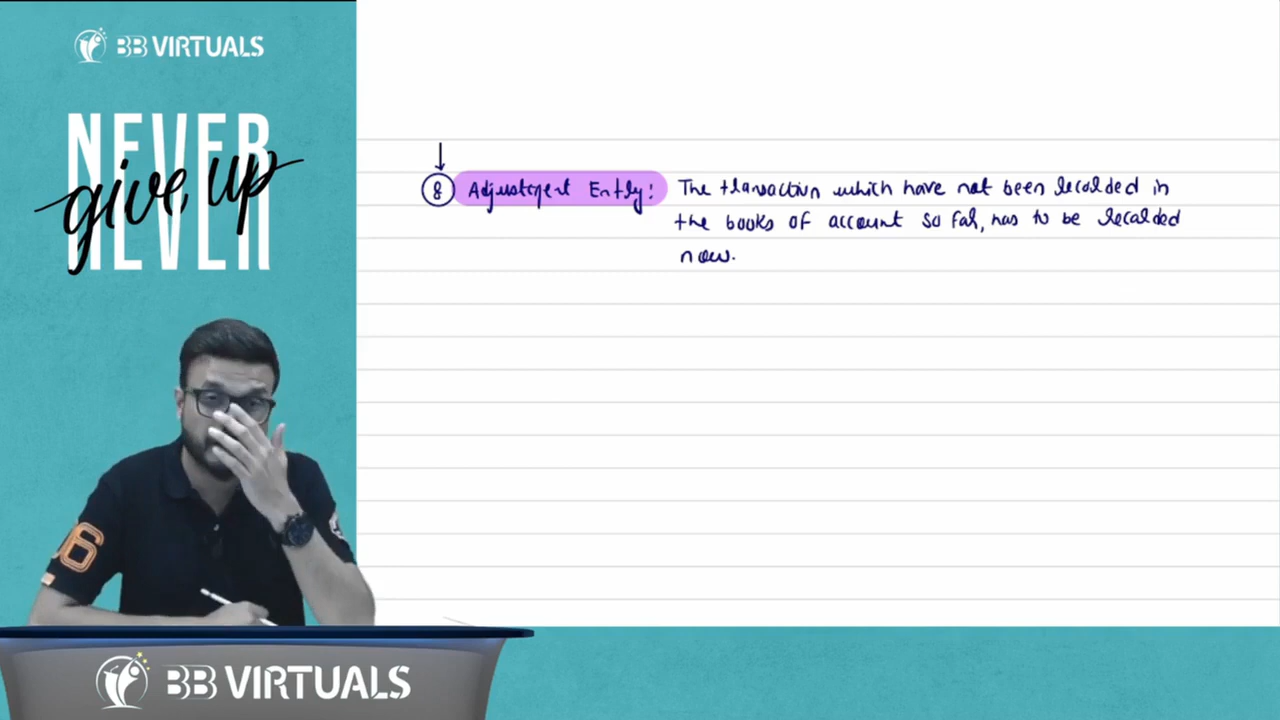 BB VIRTUALS
NEVER
give up
NEVER
8 Adjustment Entry: The transaction which have not been recorded in
the books of account so far, has to be recorded
now.
06
BB VIRTUALS